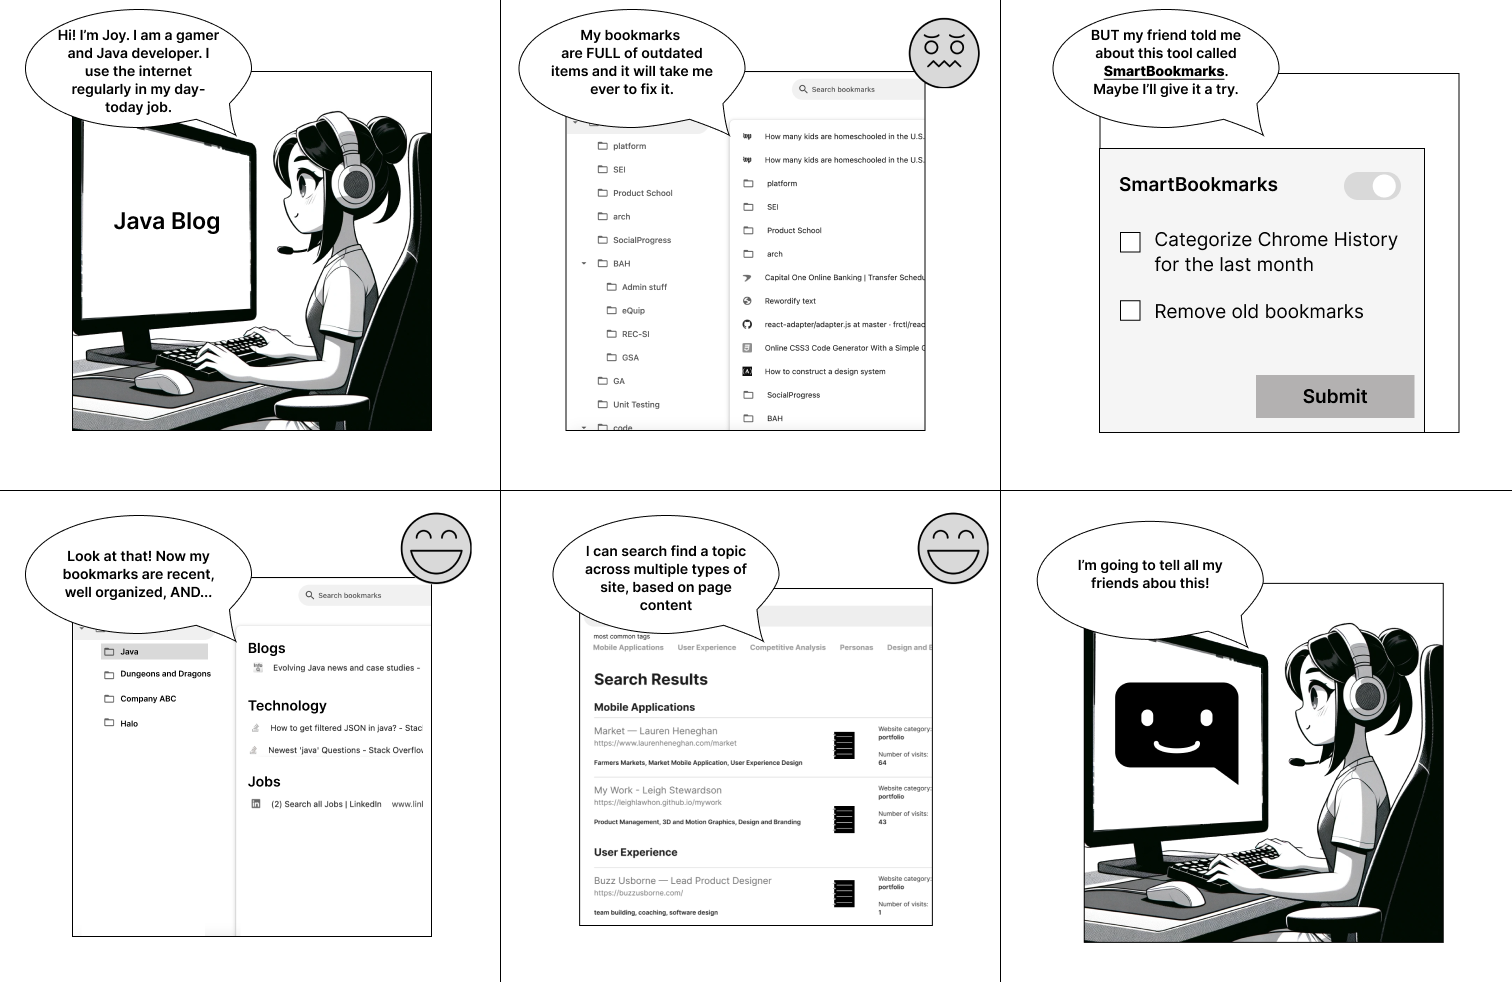 Hi! I'm Joy. I am a gamer
and Java developer. I
use the internet
regularly in my day-
today job.
Java Blog
My bookmarks
are FULL of outdated
items and it will take me
ever to fix it.
Search bookmarks
platform
SEI
Product School
arch
SocialProgress
BAH
Admin stuff
eQuip
REC-SI
GSA
GA
Unit Testing
code
How many kids are homeschooled in the U.S.
How many kids are homeschooled in the U.S.
platform
SEI
Product School
arch
Capital One Online Banking | Transfer Schedu
Rewordify text
react-adapter/adapter.js at master · frctl/reac
Online CSS3 Code Generator With a Simple G
How to construct a design system
SocialProgress
BAH
BUT my friend told me
about this tool called
SmartBookmarks.
Maybe I'll give it a try.
SmartBookmarks
Categorize Chrome History
for the last month
Remove old bookmarks
Submit
Look at that! Now my
bookmarks are recent,
well organized, AND...
Search bookmarks
Java
Dungeons and Dragons
Company ABC
Halo
Blogs
Evolving Java news and case studies -
Technology
How to get filtered JSON in java? - Stac
Newest 'java' Questions - Stack Overflov
Jobs
(2) Search all Jobs | LinkedIn www.linl
I can search find a topic
across multiple types of
site, based on page
content
most common tags
Mobile Applications User Experience Competitive Analysis Personas Design and B
Search Results
Mobile Applications
Market — Lauren Heneghan
https://www.laurenheneghan.com/market
Farmers Markets, Market Mobile Application, User Experience Design
Website category:
portfolio
Number of visits:
64
My Work - Leigh Stewardson
https://leighlawhon.github.io/mywork
Product Management, 3D and Motion Graphics, Design and Branding
Website category:
portfolio
Number of visits:
43
User Experience
Buzz Usborne — Lead Product Designer
https://buzzusborne.com/
team building, coaching, software design
Website category:
portfolio
Number of visits:
1
I'm going to tell all my
friends abou this!